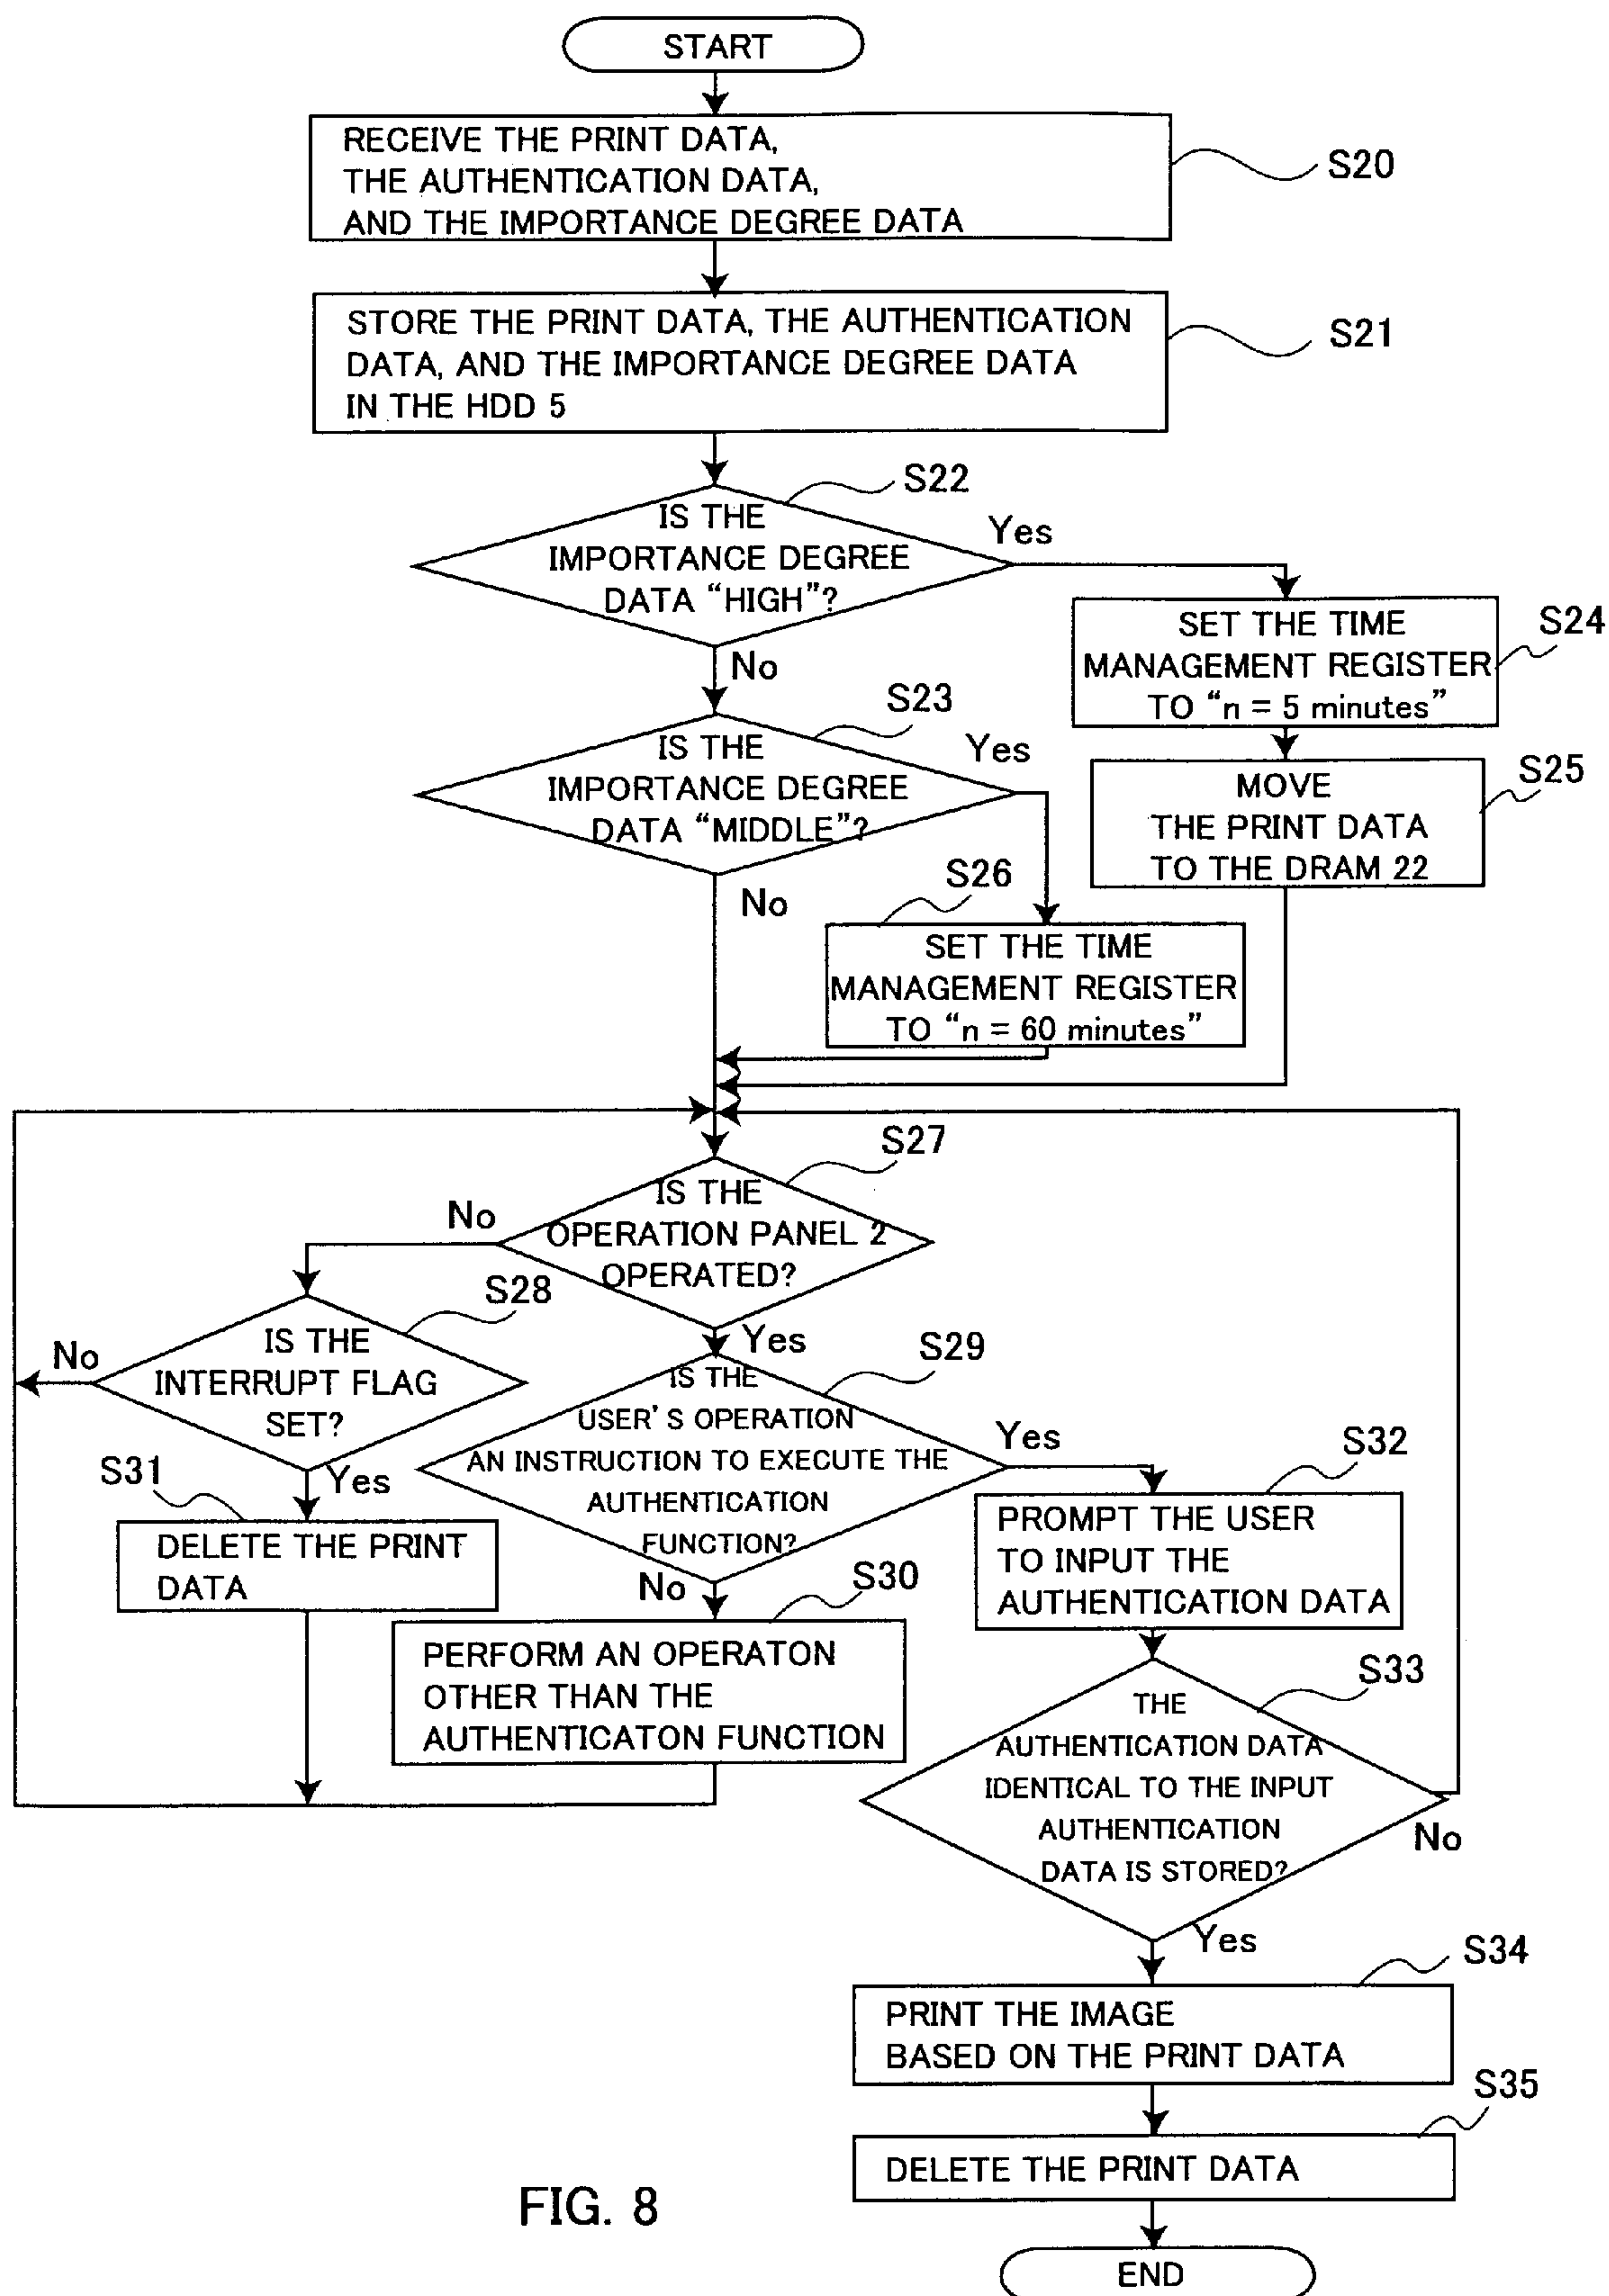 START
RECEIVE THE PRINT DATA,
THE AUTHENTICATION DATA,
AND THE IMPORTANCE DEGREE DATA
S20
STORE THE PRINT DATA, THE AUTHENTICATION
DATA, AND THE IMPORTANCE DEGREE DATA
IN THE HDD 5
S21
S22
IS THE
IMPORTANCE DEGREE
DATA “HIGH”?
Yes
No
SET THE TIME
MANAGEMENT REGISTER
TO “n = 5 minutes”
S24
S23
IS THE
IMPORTANCE DEGREE
DATA “MIDDLE”?
Yes
No
MOVE
THE PRINT DATA
TO THE DRAM 22
S25
S26
SET THE TIME
MANAGEMENT REGISTER
TO “n = 60 minutes”
S27
IS THE
OPERATION PANEL 2
OPERATED?
No
Yes
S28
IS THE
INTERRUPT FLAG
SET?
No
Yes
S29
IS THE
USER'S OPERATION
AN INSTRUCTION TO EXECUTE THE
AUTHENTICATION
FUNCTION?
Yes
No
S31
DELETE THE PRINT
DATA
S30
PERFORM AN OPERATON
OTHER THAN THE
AUTHENTICATON FUNCTION
S32
PROMPT THE USER
TO INPUT THE
AUTHENTICATION DATA
S33
THE
AUTHENTICATION DATA
IDENTICAL TO THE INPUT
AUTHENTICATION
DATA IS STORED?
No
Yes
S34
PRINT THE IMAGE
BASED ON THE PRINT DATA
S35
DELETE THE PRINT DATA
END
FIG. 8